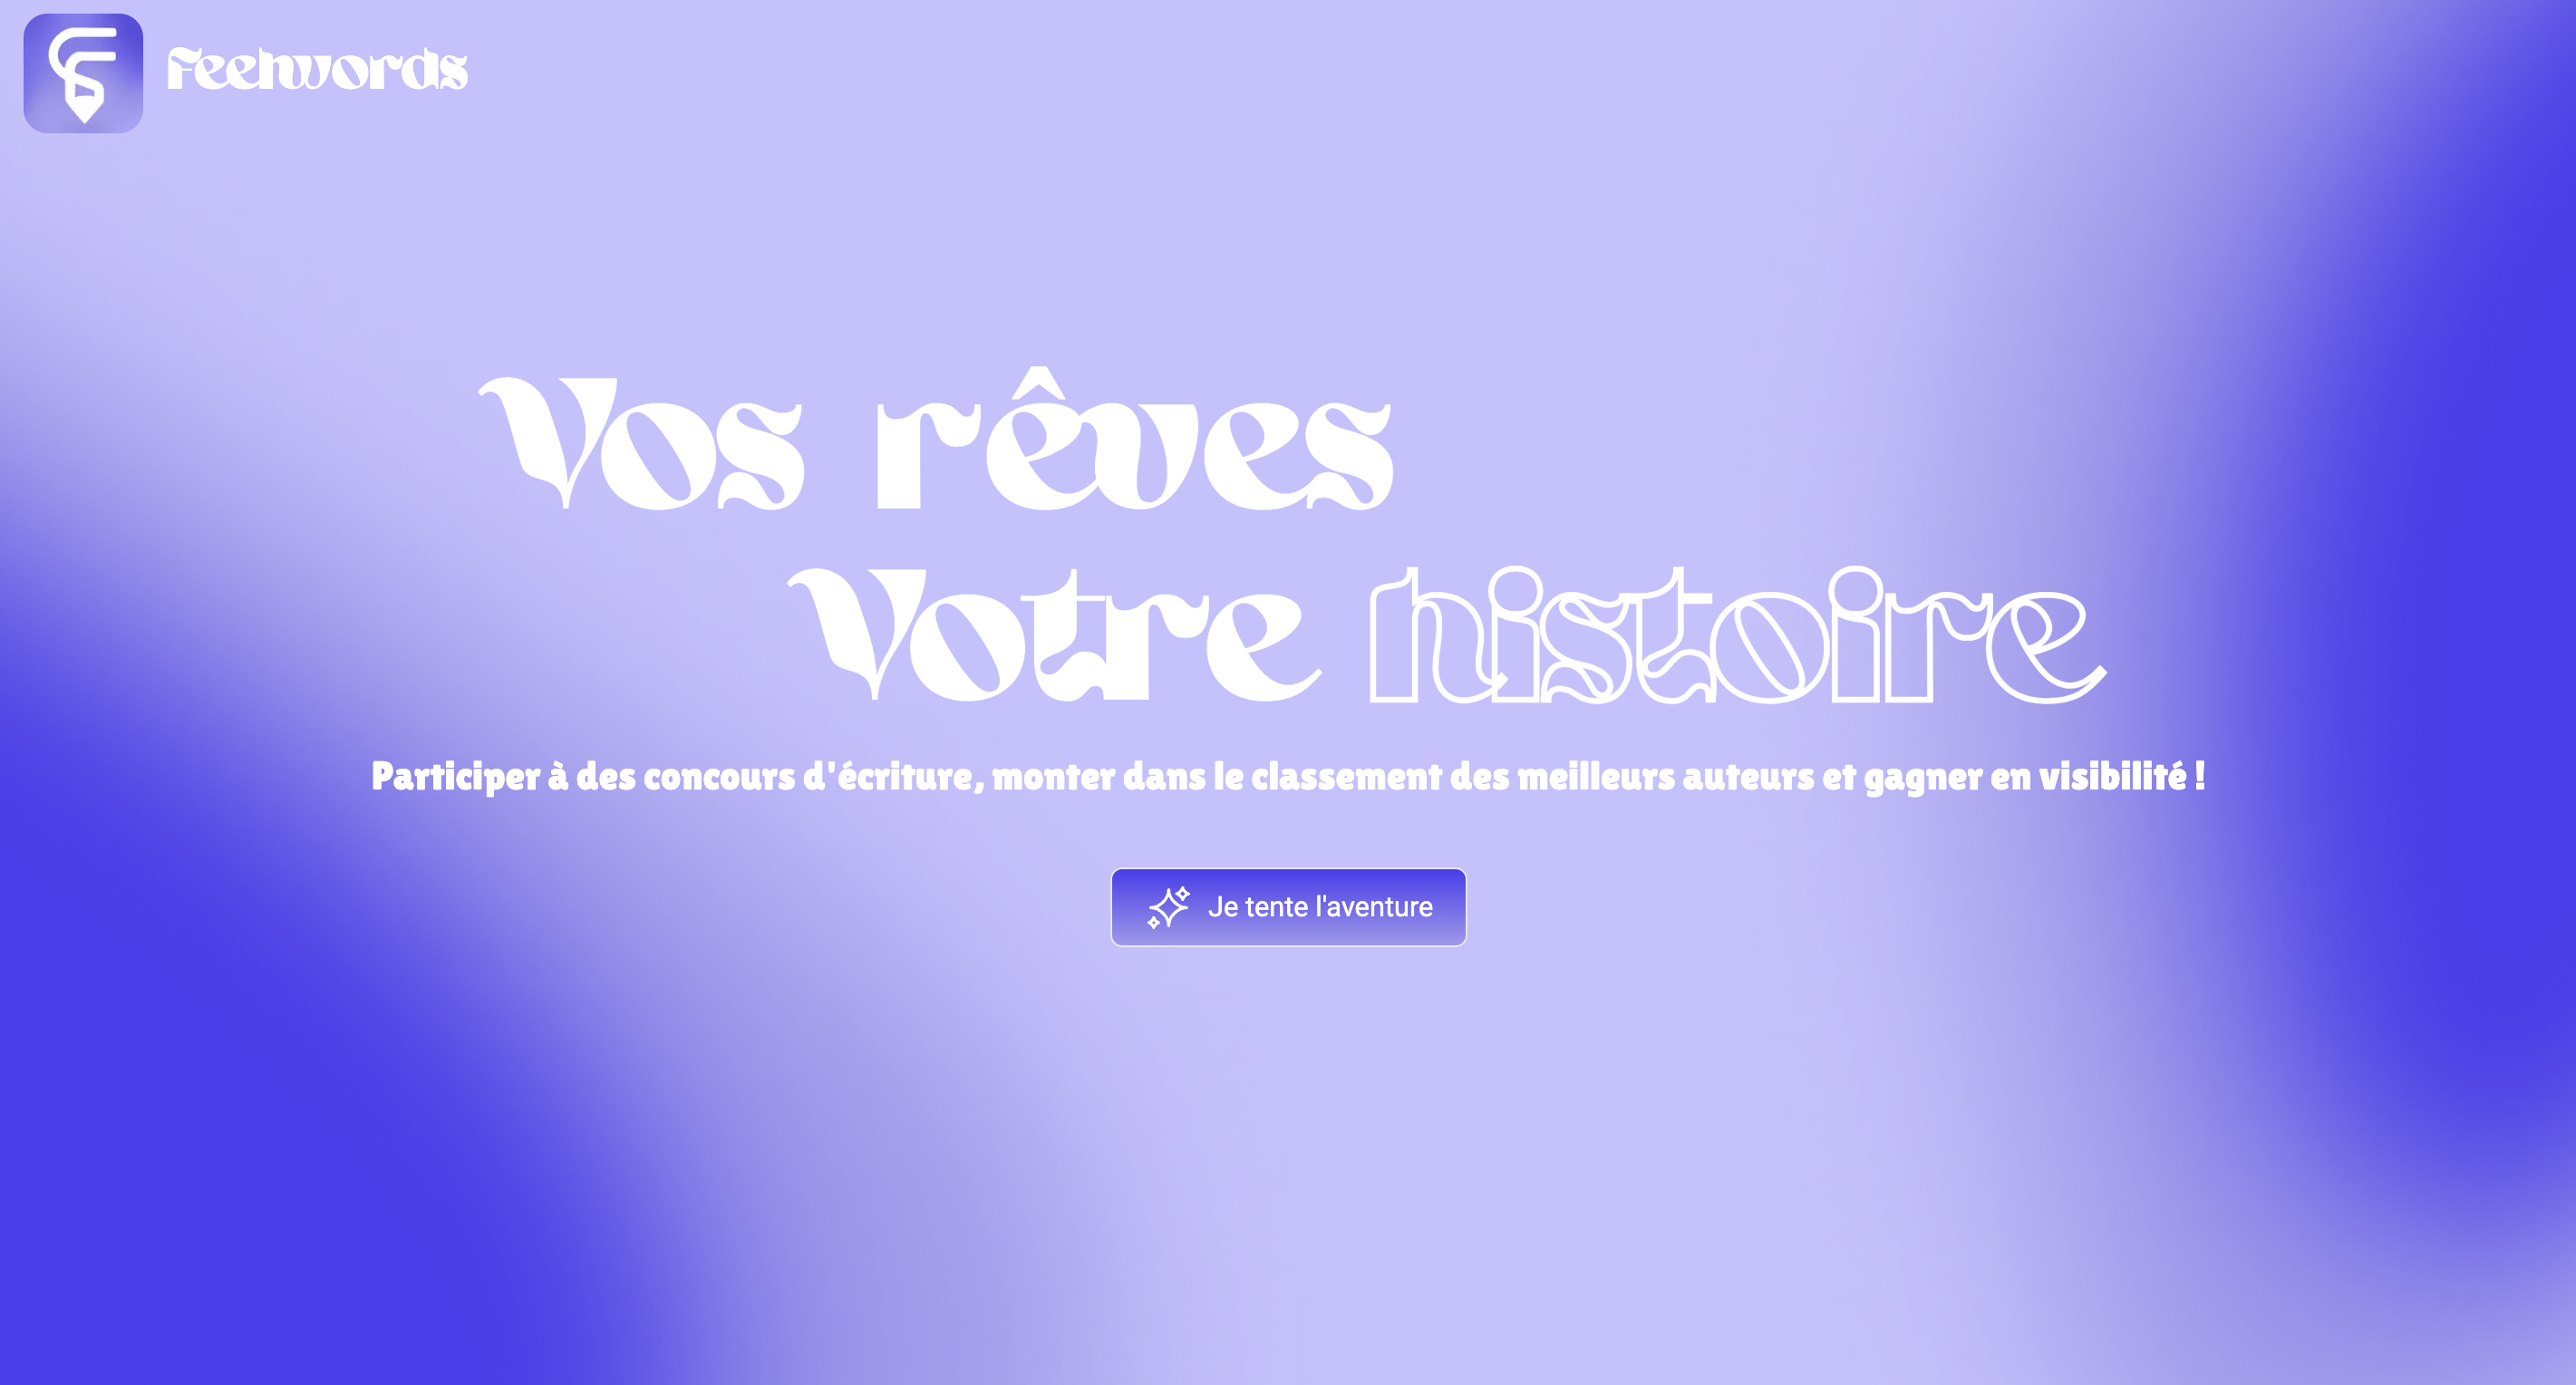 Feelwords
Vos rêves
Votre histoire
Participer à des concours d'écriture, monter dans le classement des meilleurs auteurs et gagner en visibilité !
Je tente l'aventure